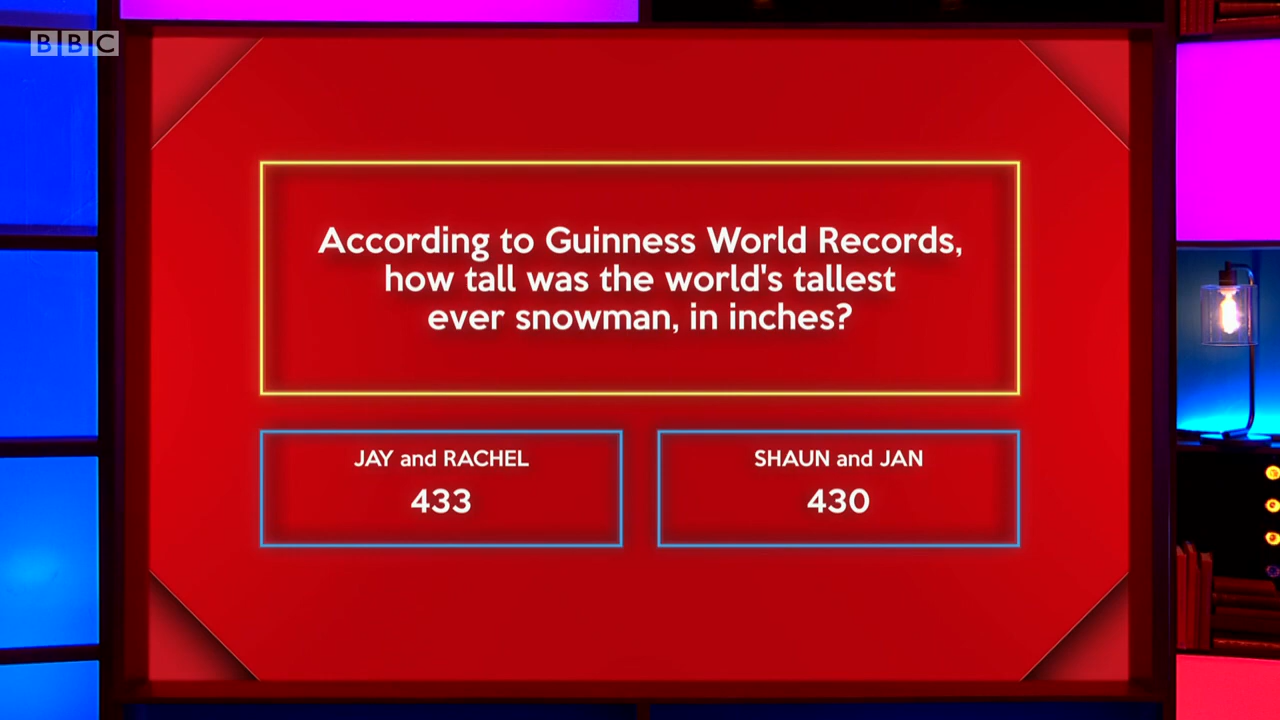 BBC
According to Guinness World Records,
how tall was the world's tallest
ever snowman, in inches?
JAY and RACHEL
433
SHAUN and JAN
430